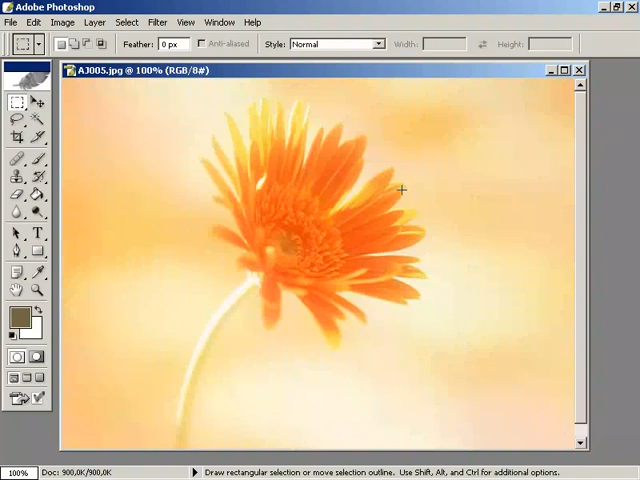 Adobe Photoshop
File Edit Image Layer Select Filter View Window Help
Feather: 0 px Anti-aliased Style: Normal Width: Height:
AJ005.jpg @ 100% (RGB/8#)
T
100% Doc: 900,0K/900,0K Draw rectangular selection or move selection outline. Use Shift, Alt, and Ctrl for additional options.